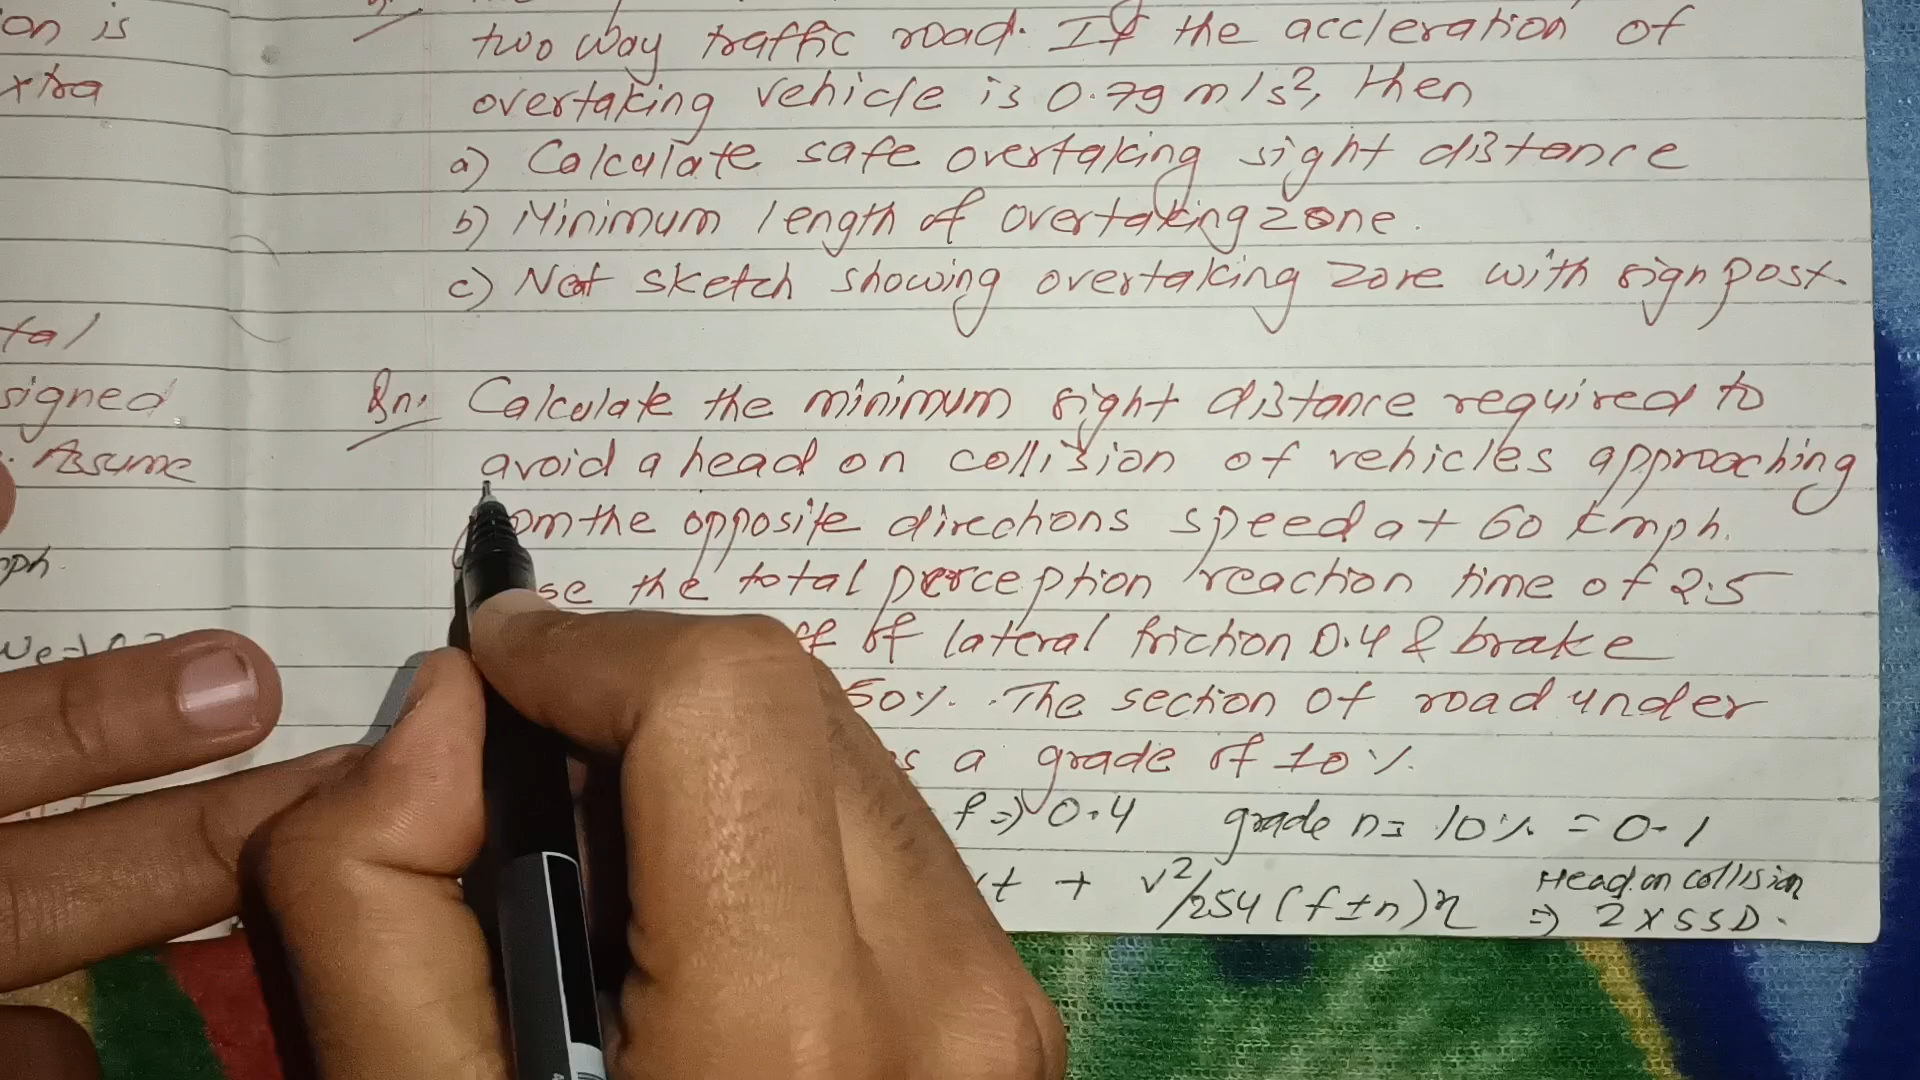 on is
xtra
tal
signed
Assume
mph
two way traffic road. If the accleration of
overtaking vehicle is 0.79 m/s², then
a) Calculate safe overtaking sight distance
b) Minimum length of overtaking zone.
c) Neat sketch showing overtaking zone with sign post.
Qn. Calculate the minimum sight distance required to
avoid a head on collision of vehicles approaching
om the opposite directions speed at 60 kmph.
se the total perception reaction time of 2.5
ff of lateral friction 0.4 & brake
50%. The section of road under
s a grade of 10%.
f => 0.4 grade n = 10% = 0.1
t + v²/254(f±n)η
Head on collision
=> 2 x SSD.